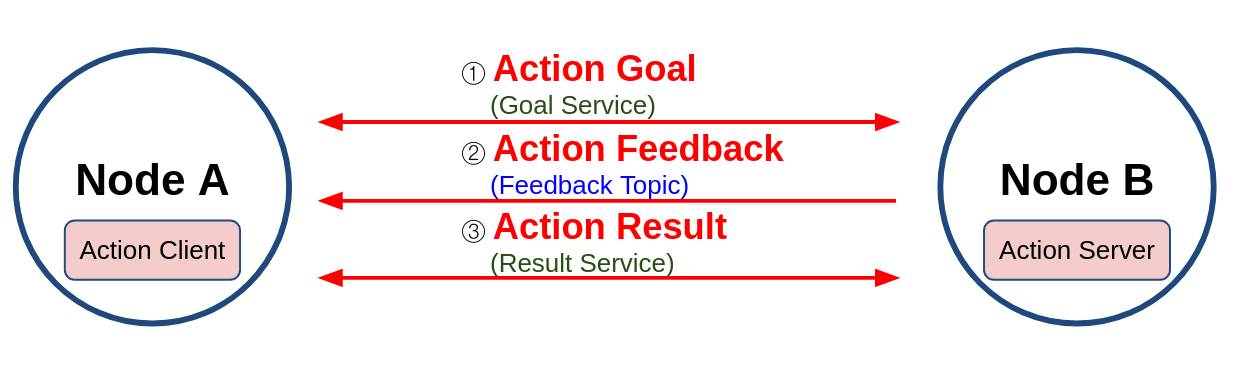 ① Action Goal
(Goal Service)
② Action Feedback
(Feedback Topic)
③ Action Result
(Result Service)
Node A
Action Client
Node B
Action Server